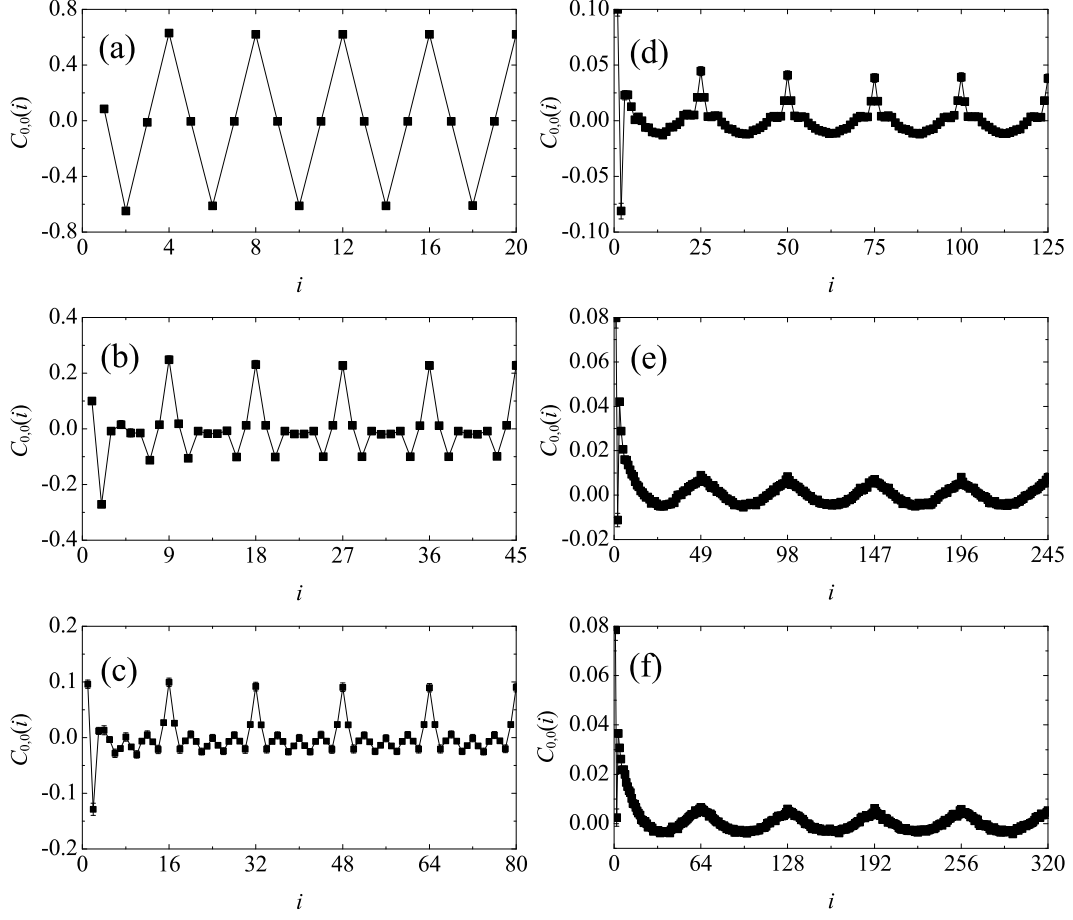 (a)
C0,0(i)
0.8
0.4
0.0
-0.4
-0.8
0 4 8 12 16 20
i
(b)
C0,0(i)
0.4
0.2
0.0
-0.2
-0.4
0 9 18 27 36 45
i
(c)
C0,0(i)
0.2
0.1
0.0
-0.1
-0.2
0 16 32 48 64 80
i
(d)
C0,0(i)
0.10
0.05
0.00
-0.05
-0.10
0 25 50 75 100 125
i
(e)
C0,0(i)
0.08
0.06
0.04
0.02
0.00
-0.02
0 49 98 147 196 245
i
(f)
C0,0(i)
0.08
0.06
0.04
0.02
0.00
0 64 128 192 256 320
i